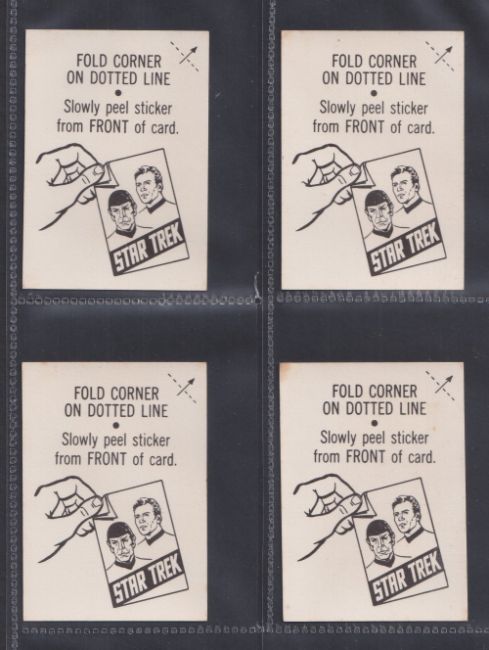 FOLD CORNER
ON DOTTED LINE
●
Slowly peel sticker
from FRONT of card.
STAR TREK
FOLD CORNER
ON DOTTED LINE
●
Slowly peel sticker
from FRONT of card.
STAR TREK
FOLD CORNER
ON DOTTED LINE
●
Slowly peel sticker
from FRONT of card.
STAR TREK
FOLD CORNER
ON DOTTED LINE
●
Slowly peel sticker
from FRONT of card.
STAR TREK